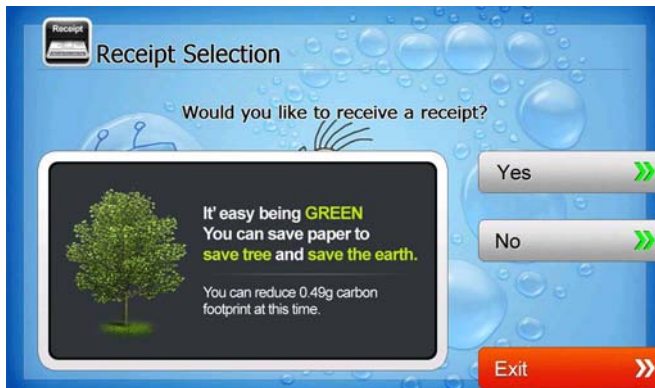 Receipt
Receipt Selection
Would you like to receive a receipt?
It' easy being GREEN
You can save paper to
save tree and save the earth.
You can reduce 0.49g carbon
footprint at this time.
Yes
No
Exit